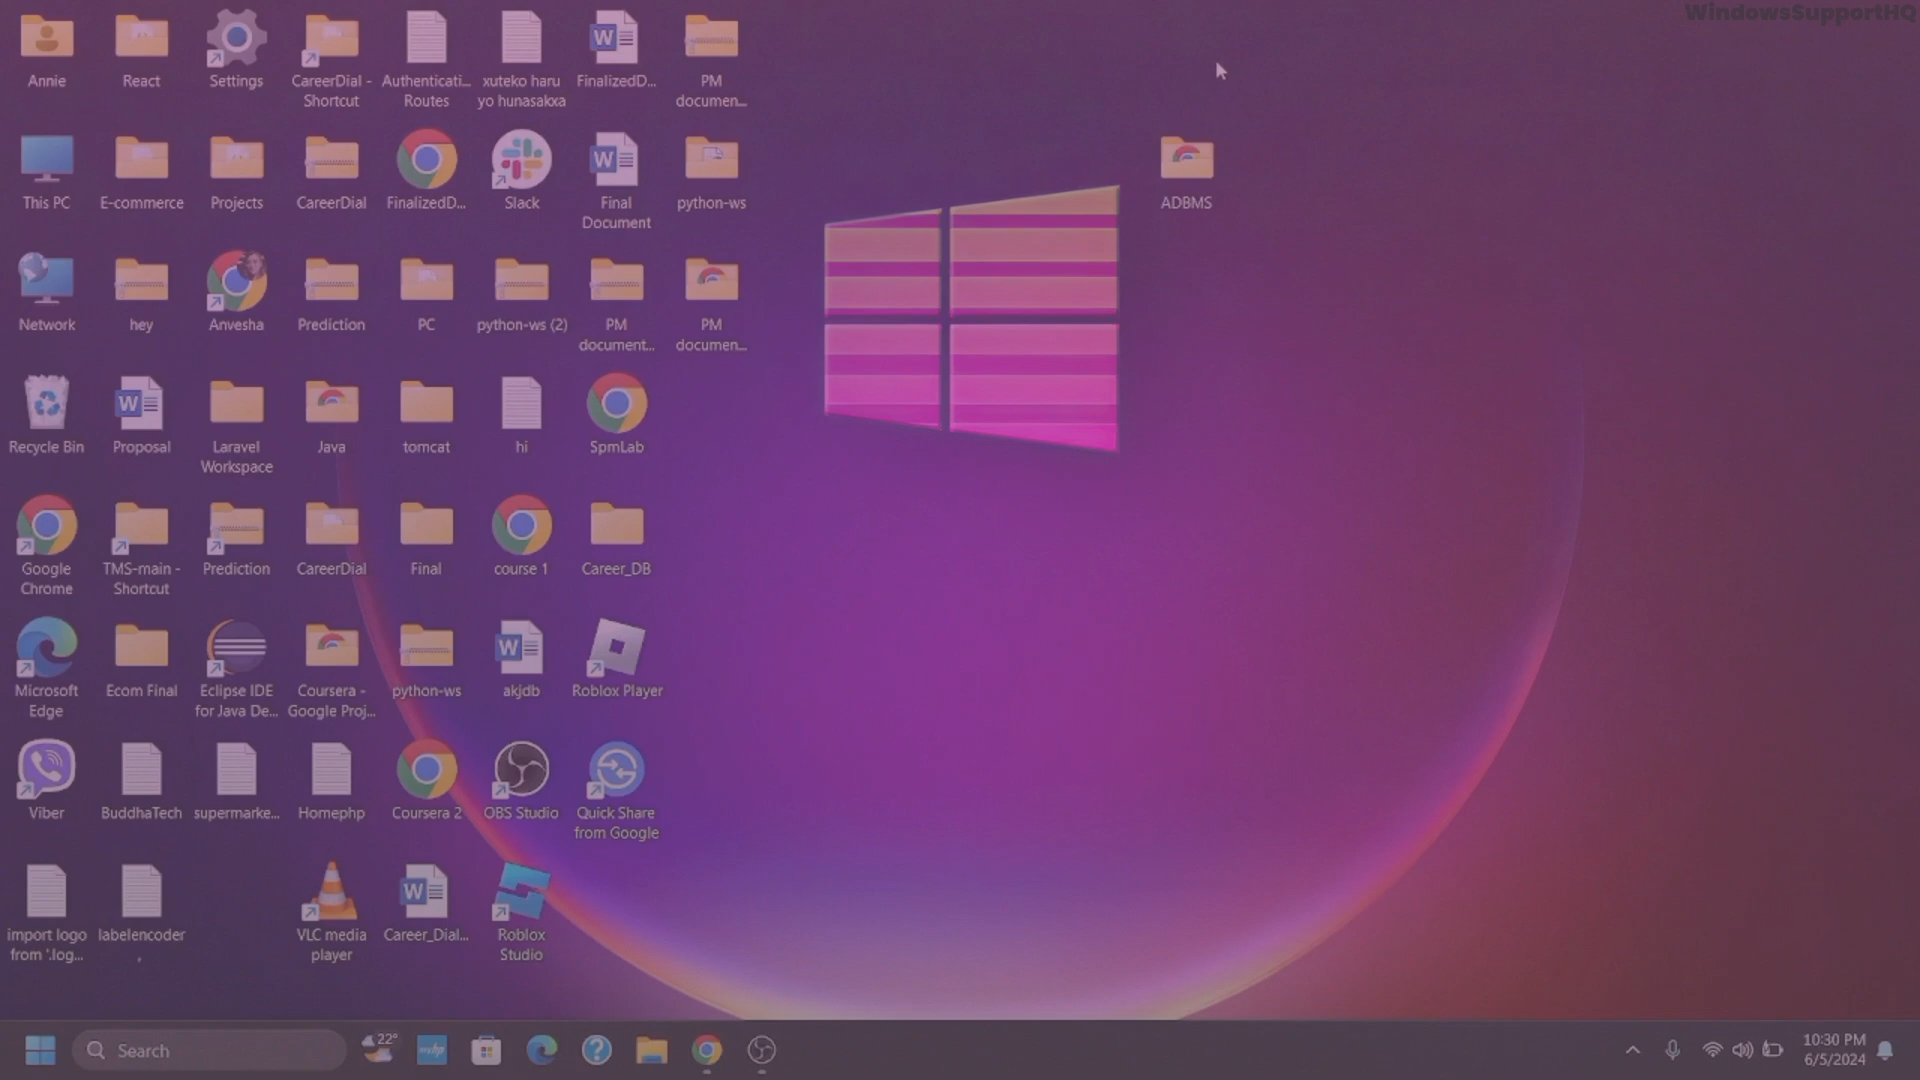 WindowsSupportHQ
Annie
React
Settings
CareerDial -
Shortcut
Authenticati...
Routes
xuteko haru
yo hunasakxa
FinalizedD...
PM
documen...
This PC
E-commerce
Projects
CareerDial
FinalizedD...
Slack
Final
Document
python-ws
ADBMS
Network
hey
Anvesha
Prediction
PC
python-ws (2)
PM
document...
PM
documen...
Recycle Bin
Proposal
Laravel
Workspace
Java
tomcat
hi
SpmLab
Google
Chrome
TMS-main -
Shortcut
Prediction
CareerDial
Final
course 1
Career_DB
Microsoft
Edge
Ecom Final
Eclipse IDE
for Java De...
Coursera -
Google Proj...
python-ws
akjdb
Roblox Player
Viber
BuddhaTech
supermarke...
Homephp
Coursera 2
OBS Studio
Quick Share
from Google
import logo
from '.log...
labelencoder
,
VLC media
player
Career_Dial...
Roblox
Studio
Search
22°
10:30 PM
6/5/2024